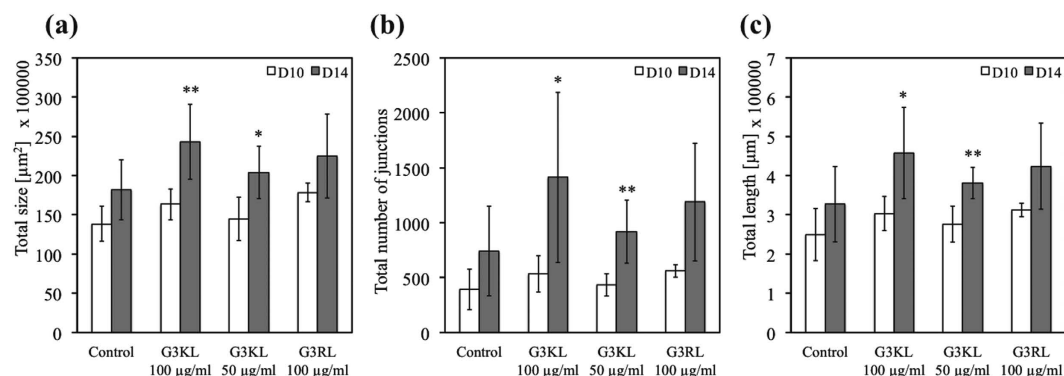 (a)
Total size [µm²] x 100000
350
300
250
200
150
100
50
0
D10 D14
**
*
Control
G3KL
100 µg/ml
G3KL
50 µg/ml
G3RL
100 µg/ml
(b)
Total number of junctions
2500
2000
1500
1000
500
0
D10 D14
*
**
Control
G3KL
100 µg/ml
G3KL
50 µg/ml
G3RL
100 µg/ml
(c)
Total length [µm] x 100000
7
6
5
4
3
2
1
0
D10 D14
*
**
Control
G3KL
100 µg/ml
G3KL
50 µg/ml
G3RL
100 µg/ml